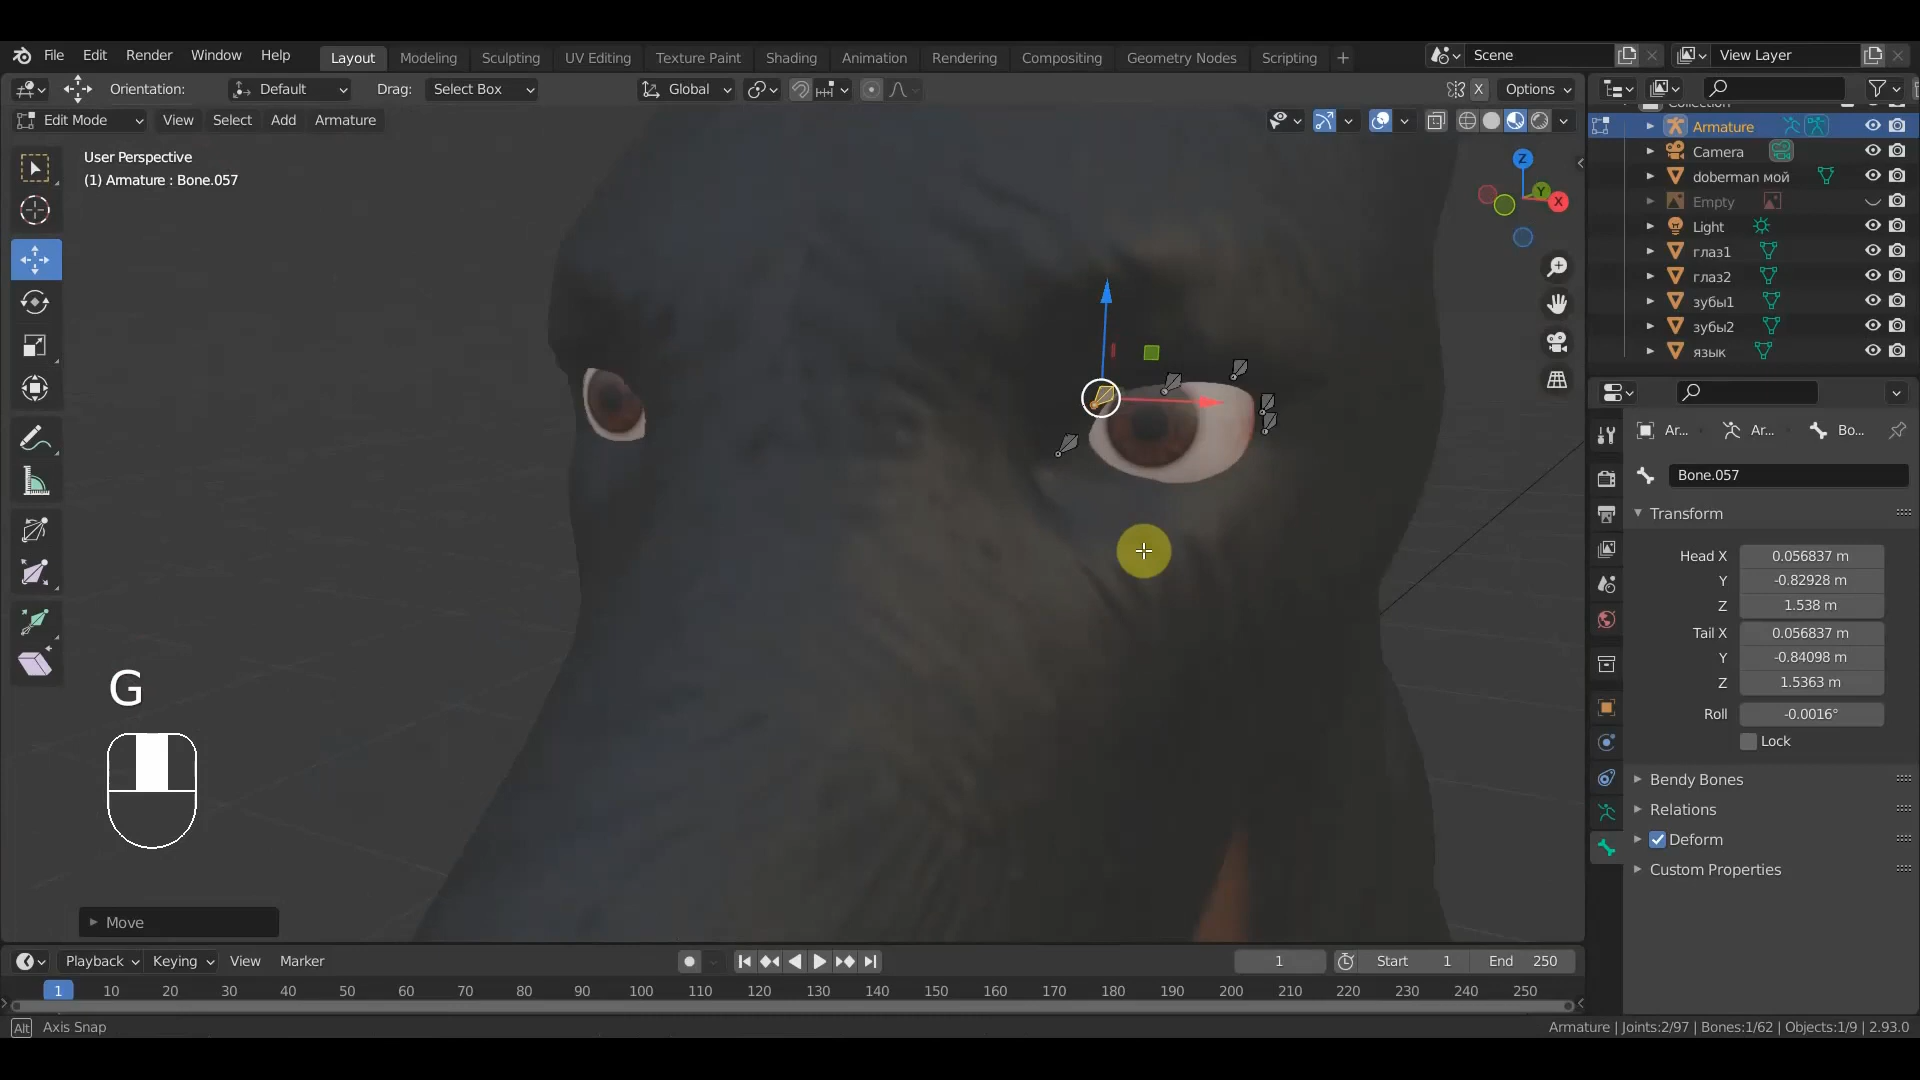 File Edit Render Window Help Layout Modeling Sculpting UV Editing Texture Paint Shading Animation Rendering Compositing Geometry Nodes Scripting + Scene View Layer
Orientation: Default Drag: Select Box Global X Options
Edit Mode View Select Add Armature
User Perspective
(1) Armature : Bone.057
Z
Y
X
Collection
Armature
Camera
doberman мой
Empty
Light
глаз1
глаз2
зубы1
зубы2
язык
Ar... Ar... Bo...
Bone.057
Transform
Head X 0.056837 m
Y -0.82928 m
Z 1.538 m
Tail X 0.056837 m
Y -0.84098 m
Z 1.5363 m
Roll -0.0016°
Lock
Bendy Bones
Relations
Deform
Custom Properties
G
Move
Playback Keying View Marker 1 Start 1 End 250
1 10 20 30 40 50 60 70 80 90 100 110 120 130 140 150 160 170 180 190 200 210 220 230 240 250
Alt Axis Snap
Armature | Joints:2/97 | Bones:1/62 | Objects:1/9 | 2.93.0